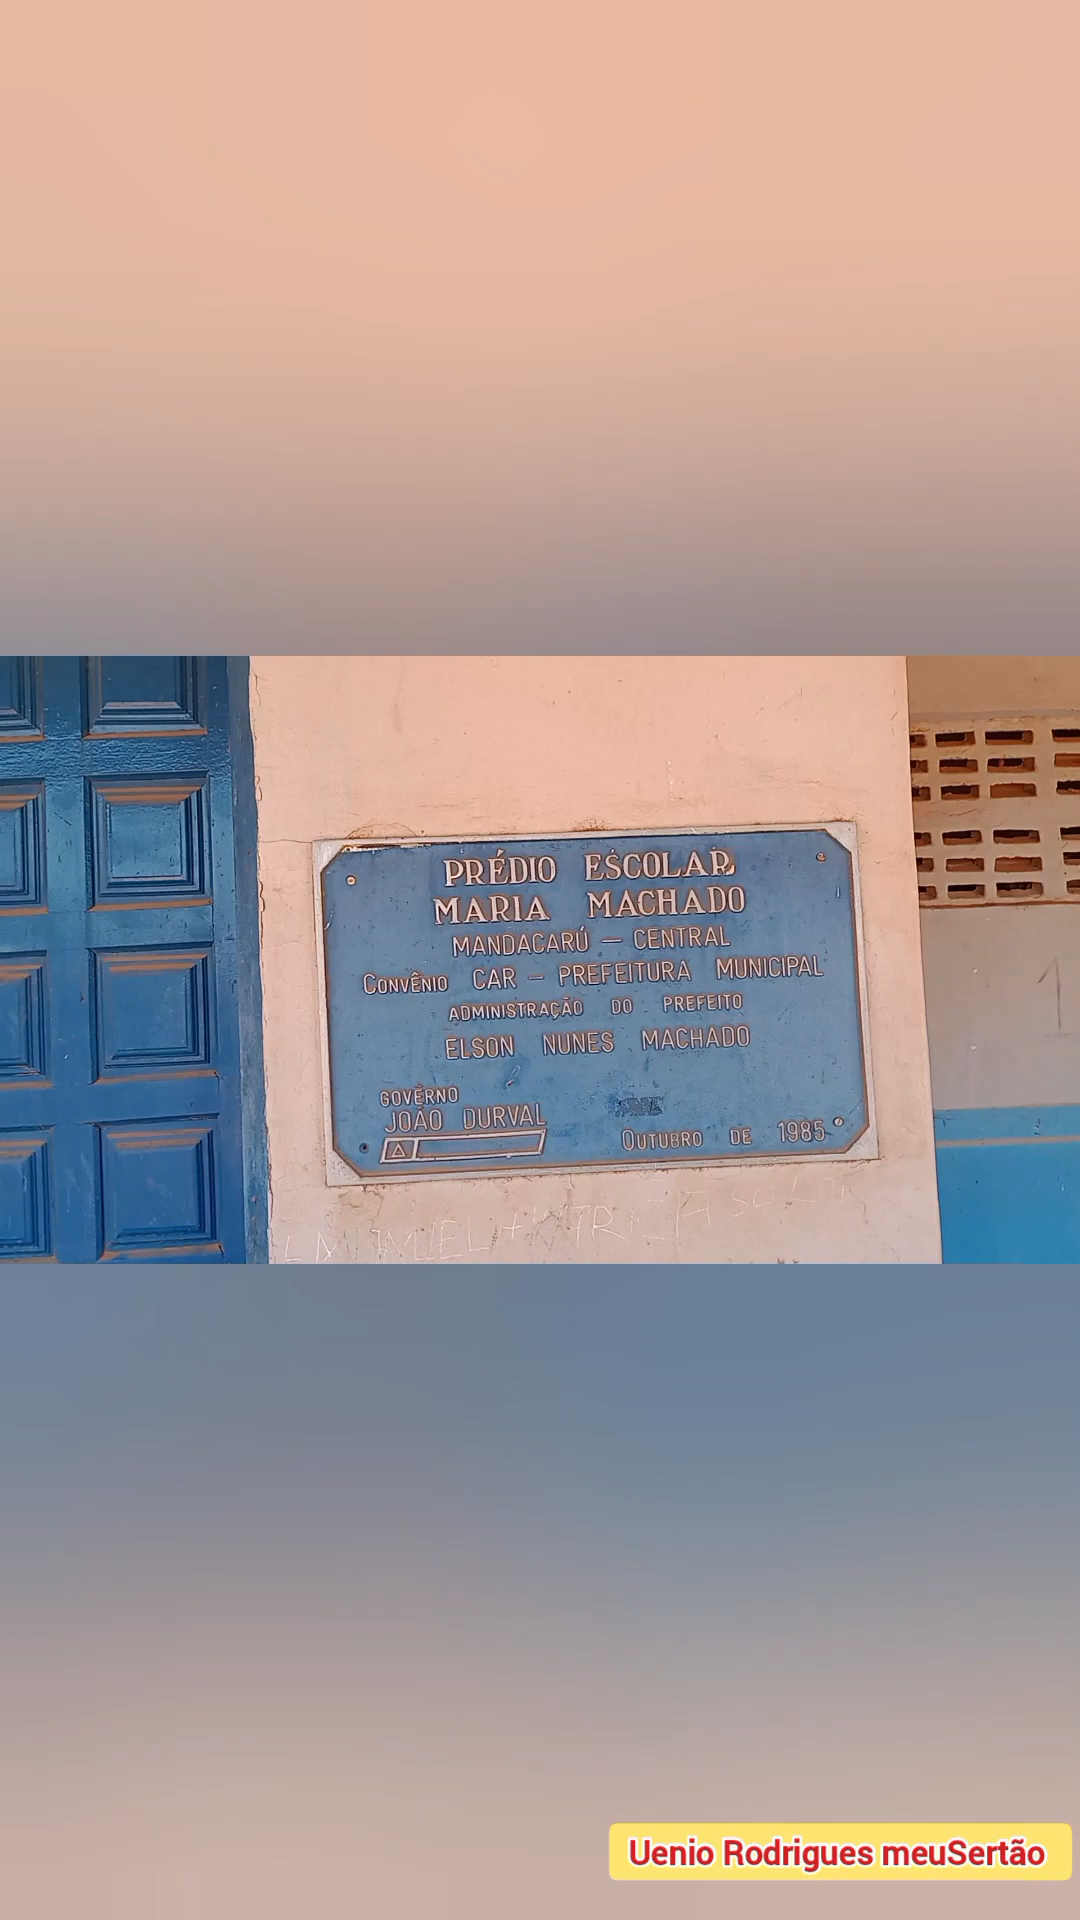 PRÉDIO ESCOLAR
MARIA MACHADO
MANDACARÚ — CENTRAL
CONVÊNIO CAR — PREFEITURA MUNICIPAL
ADMINISTRAÇÃO DO PREFEITO
ELSON NUNES MACHADO
GOVÊRNO
JOÃO DURVAL
OUTUBRO DE 1985
Uenio Rodrigues meuSertão